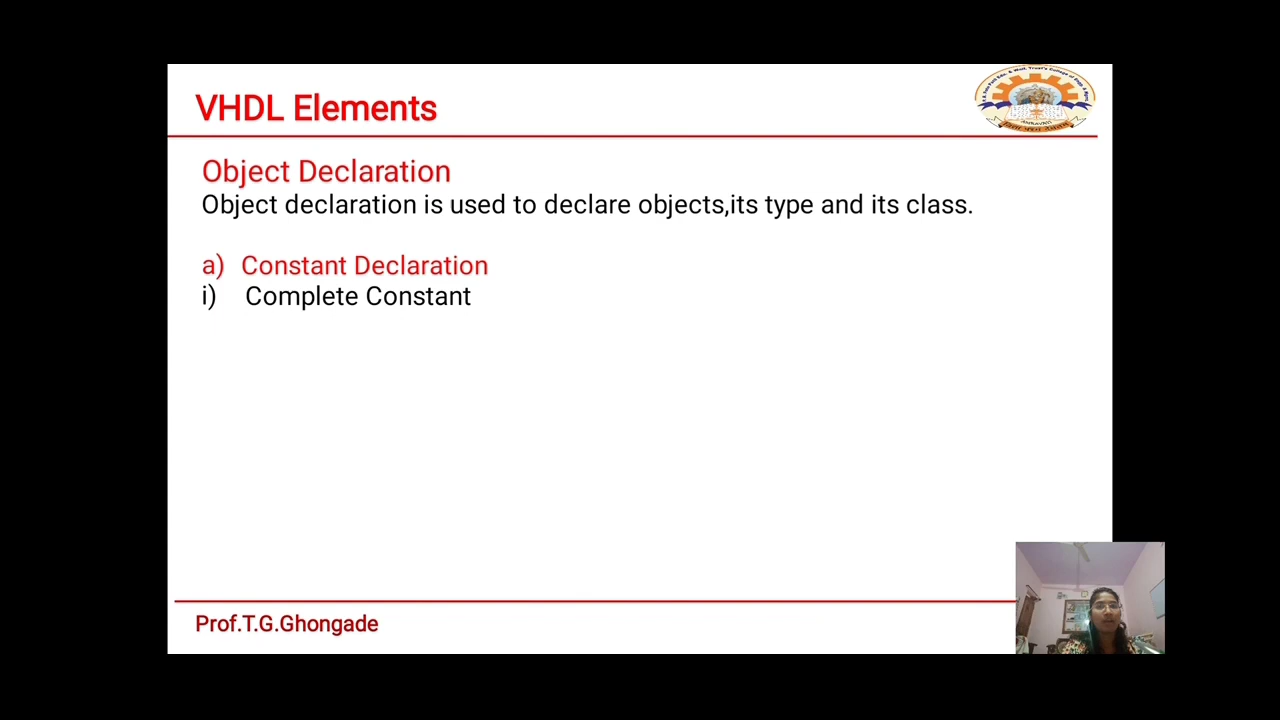 VHDL Elements
Object Declaration
Object declaration is used to declare objects,its type and its class.
a) Constant Declaration
i) Complete Constant
Prof.T.G.Ghongade